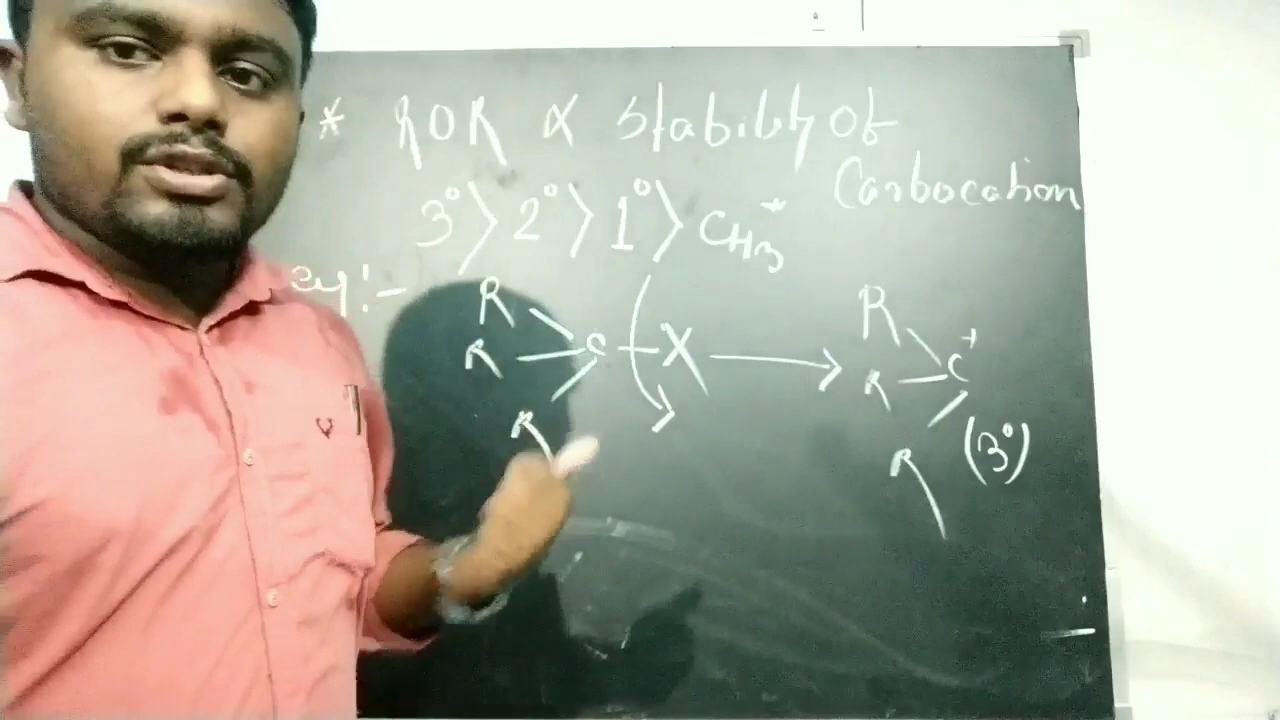 * ROR ∝ Stability Of
Carbocation
3° > 2° > 1° > CH3+
eg:-
R
R — C — X ⟶
R
R
R — C+
R
(3°)